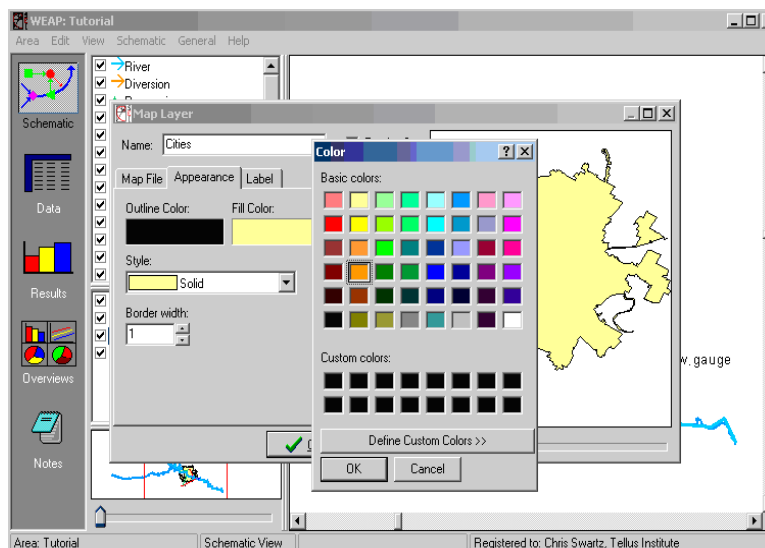 WEAP: Tutorial
Area Edit View Schematic General Help
River
Diversion
Schematic
Data
Results
Overviews
Notes
Map Layer
Name: Cities
Map File Appearance Label
Outline Color: Fill Color:
Style:
Solid
Border width:
1
Color
Basic colors:
Custom colors:
Define Custom Colors >>
OK Cancel
gauge
Area: Tutorial Schematic View Registered to: Chris Swartz, Tellus Institute